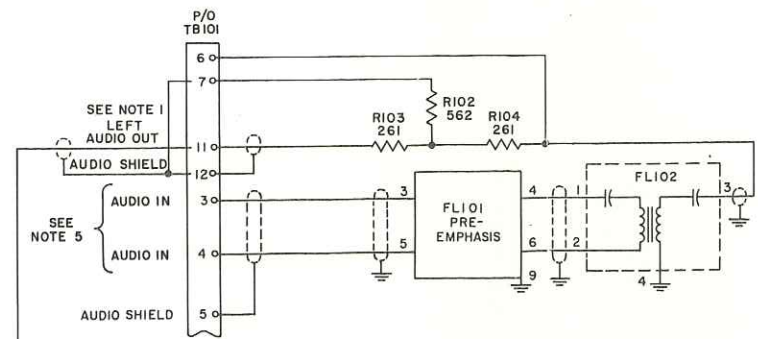 P/O
TB101
6
7
SEE NOTE 1
LEFT
AUDIO OUT
11
R103
261
R102
562
R104
261
AUDIO SHIELD
12
FL102
AUDIO IN
3
3
FL101
PRE-
EMPHASIS
4
1
3
SEE
NOTE 5
AUDIO IN
4
5
6
2
9
4
AUDIO SHIELD
5